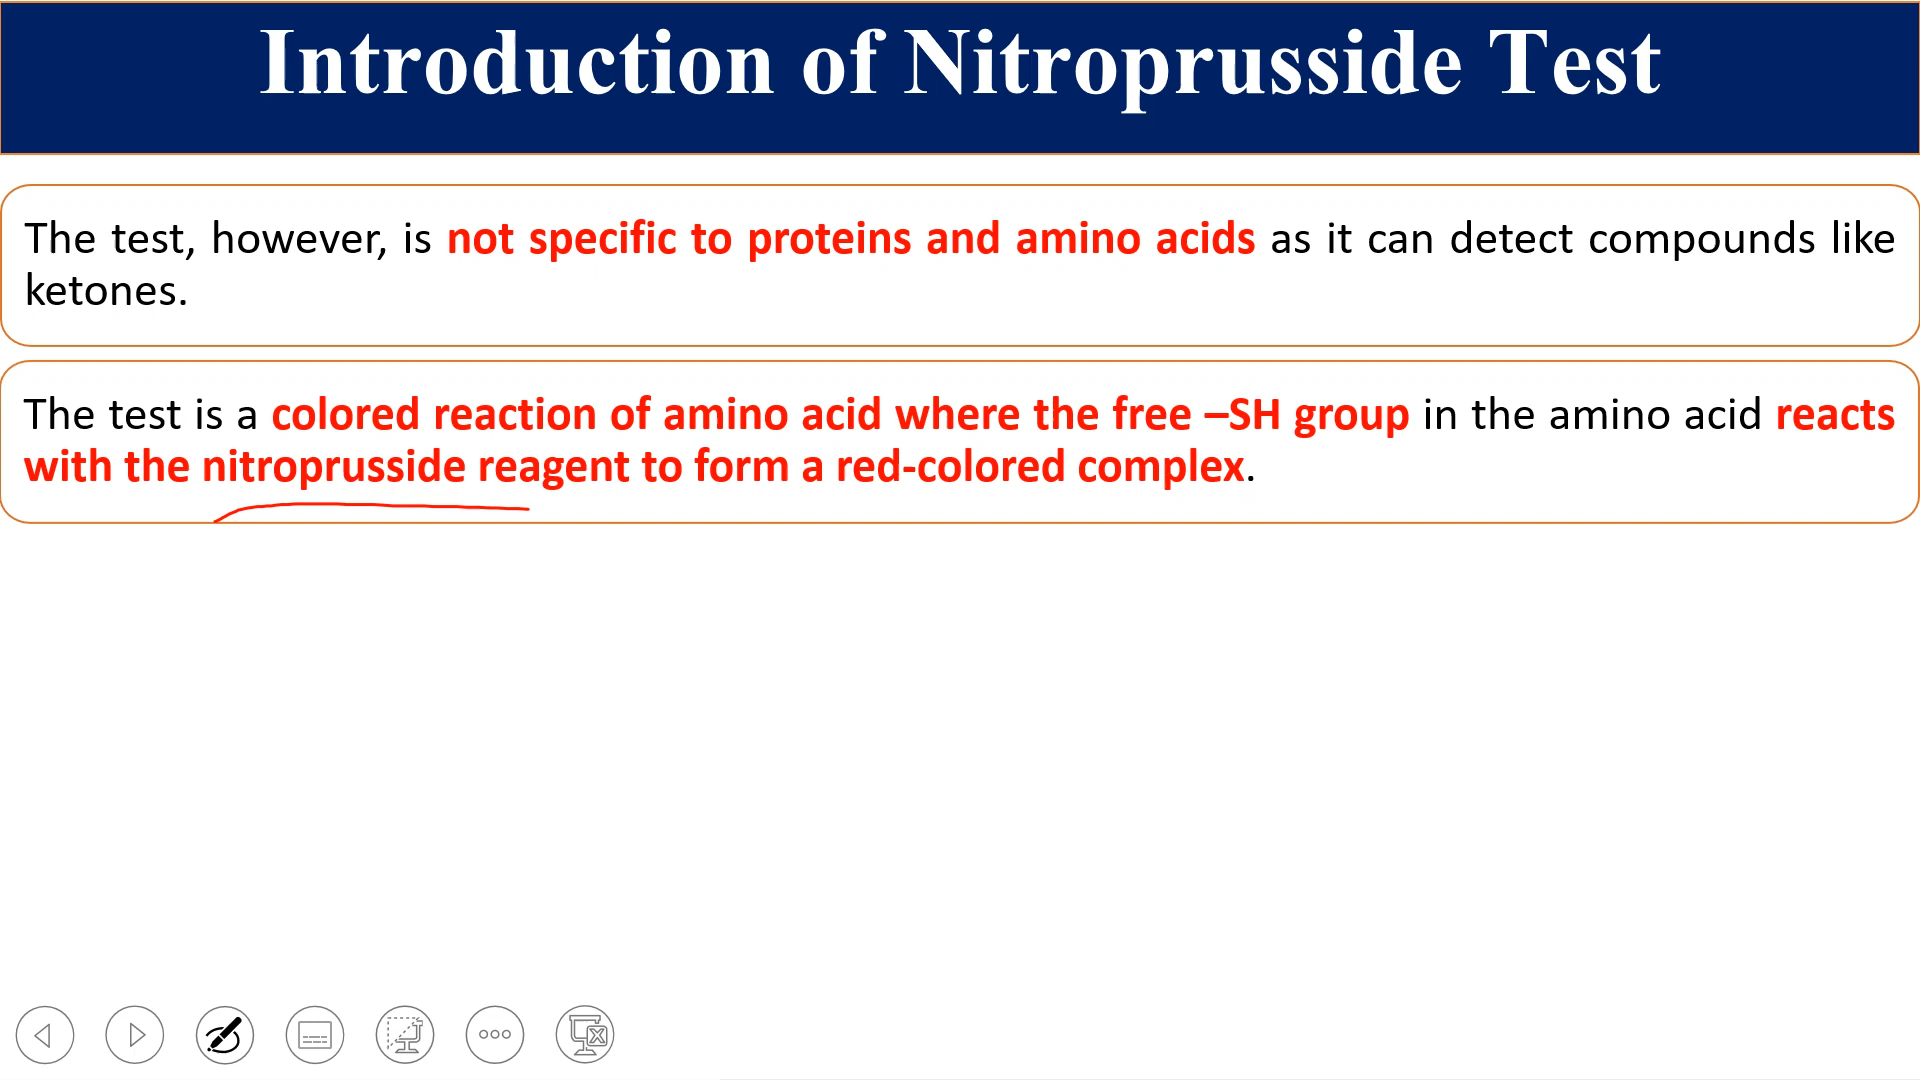 Introduction of Nitroprusside Test
The test, however, is not specific to proteins and amino acids as it can detect compounds like
ketones.
The test is a colored reaction of amino acid where the free –SH group in the amino acid reacts
with the nitroprusside reagent to form a red-colored complex.